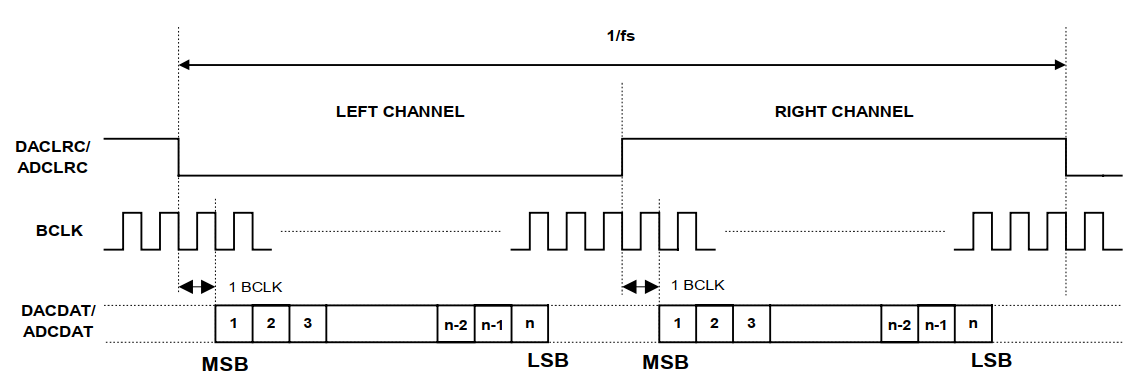 1/fs
LEFT CHANNEL
RIGHT CHANNEL
DACLRC/
ADCLRC
BCLK
1 BCLK
1 BCLK
DACDAT/
ADCDAT
1 2 3 n-2 n-1 n
1 2 3 n-2 n-1 n
MSB
LSB
MSB
LSB